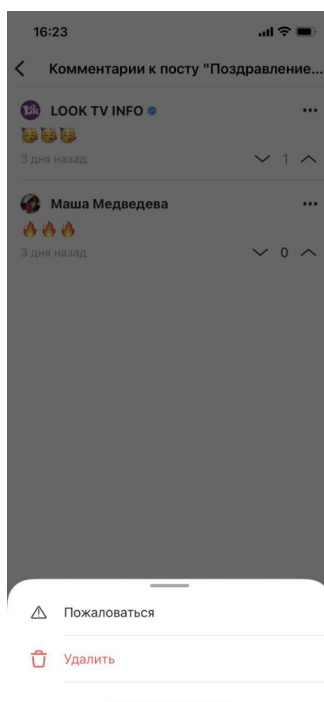 16:23
Комментарии к посту "Поздравление...
LOOK TV INFO
3 дня назад
1
Маша Медведева
3 дня назад
0
Пожаловаться
Удалить